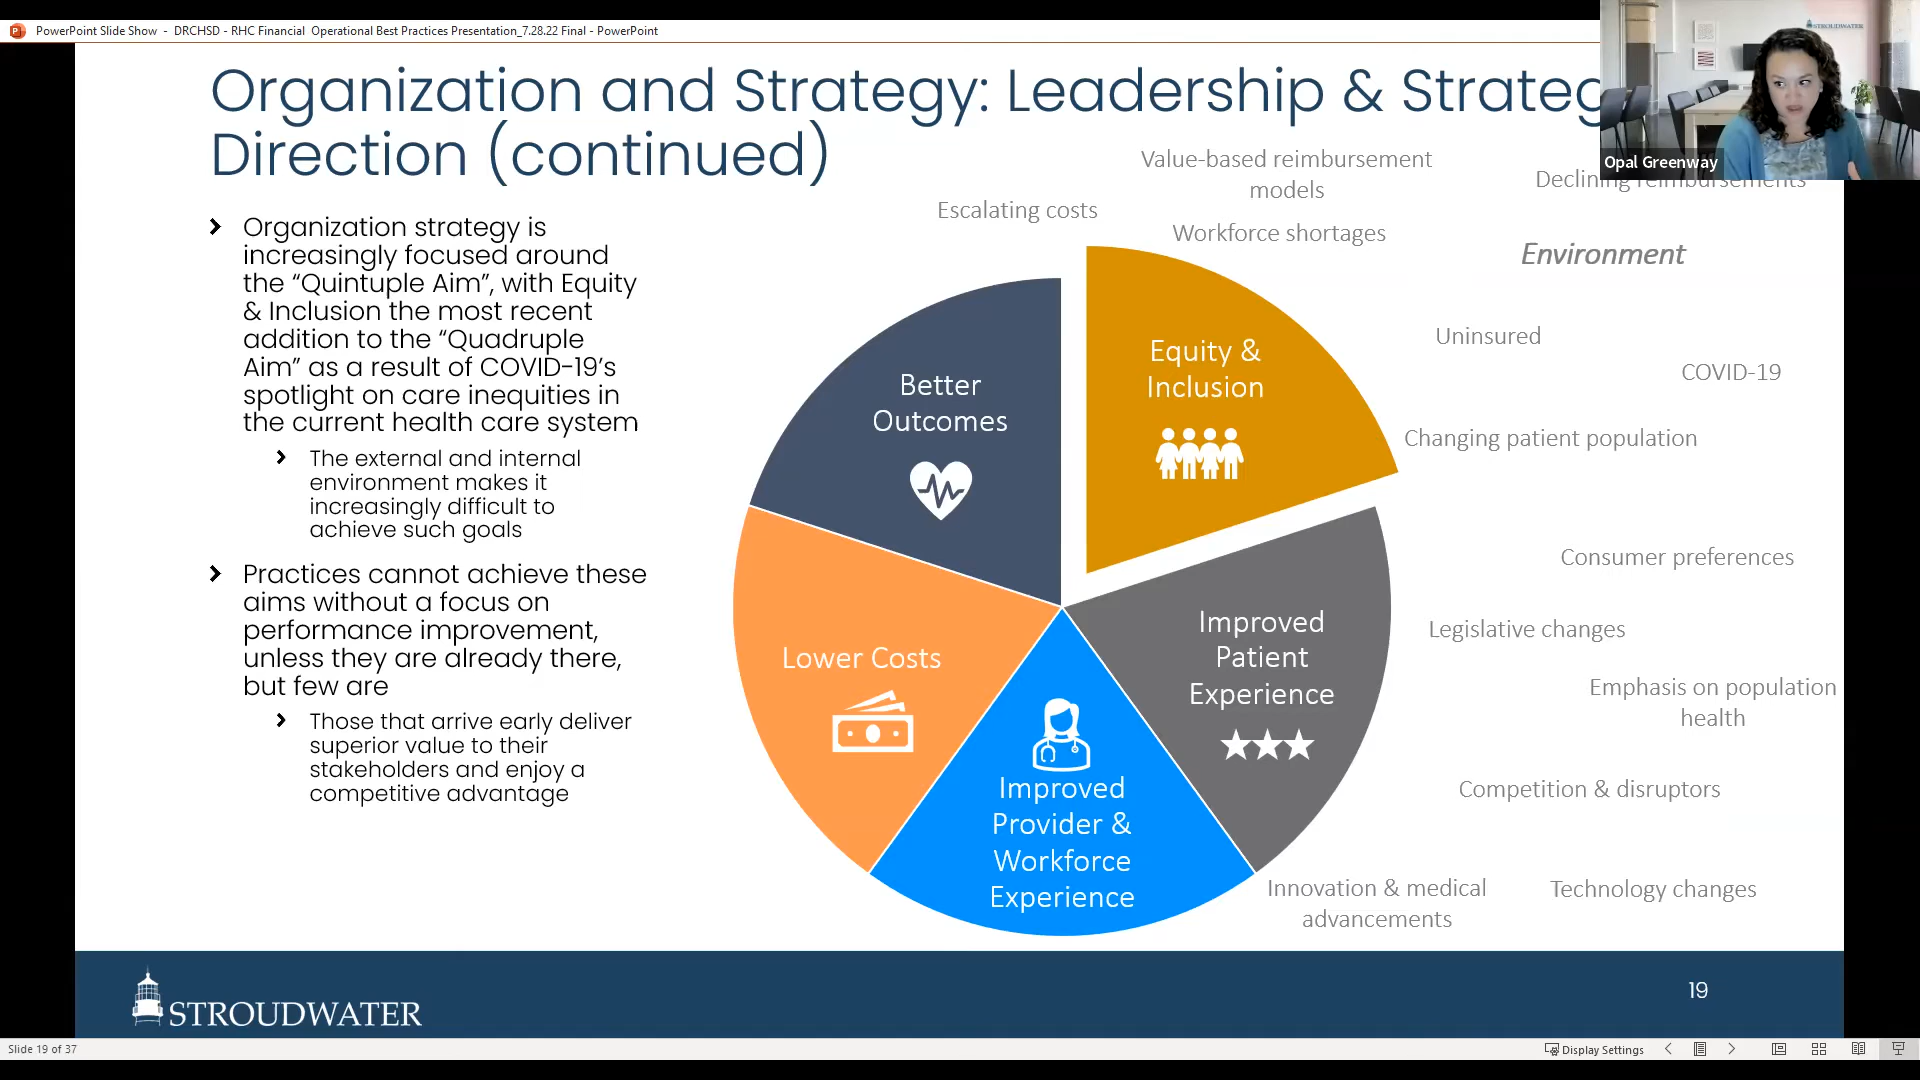 PowerPoint Slide Show - DRCHSD - RHC Financial Operational Best Practices Presentation_7.28.22 Final - PowerPoint
STROUDWATER
Opal Greenway
Organization and Strategy: Leadership & Strateg
Direction (continued)
Organization strategy is
increasingly focused around
the “Quintuple Aim”, with Equity
& Inclusion the most recent
addition to the “Quadruple
Aim” as a result of COVID-19’s
spotlight on care inequities in
the current health care system
The external and internal
environment makes it
increasingly difficult to
achieve such goals
Practices cannot achieve these
aims without a focus on
performance improvement,
unless they are already there,
but few are
Those that arrive early deliver
superior value to their
stakeholders and enjoy a
competitive advantage
Escalating costs
Value-based reimbursement
models
Workforce shortages
Declining reimbursements
Environment
Uninsured
COVID-19
Changing patient population
Consumer preferences
Legislative changes
Emphasis on population
health
Competition & disruptors
Innovation & medical
advancements
Technology changes
Better
Outcomes
Equity &
Inclusion
Lower Costs
Improved
Patient
Experience
Improved
Provider &
Workforce
Experience
STROUDWATER
19
Slide 19 of 37
Display Settings